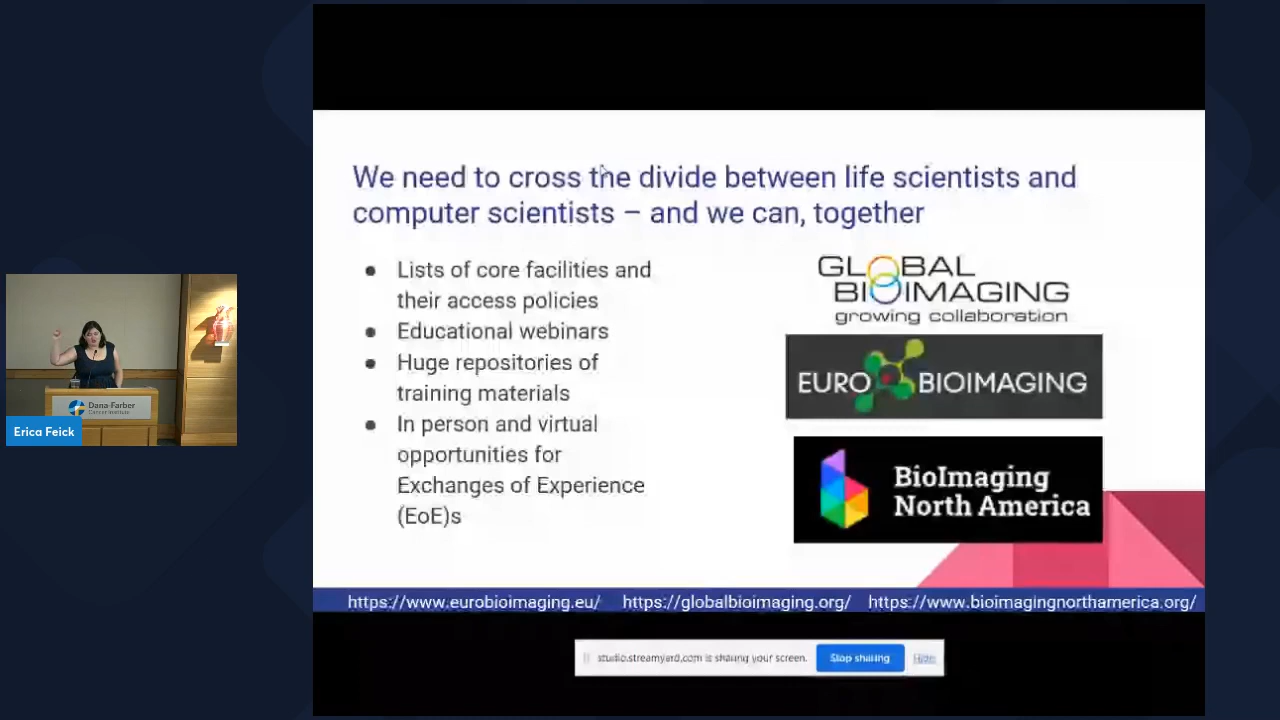 We need to cross the divide between life scientists and
computer scientists – and we can, together
● Lists of core facilities and
their access policies
● Educational webinars
● Huge repositories of
training materials
● In person and virtual
opportunities for
Exchanges of Experience
(EoE)s
GLOBAL
BIOIMAGING
growing collaboration
EURO BIOIMAGING
BioImaging
North America
https://www.eurobioimaging.eu/ https://globalbioimaging.org/ https://www.bioimagingnorthamerica.org/
studio.streamyard.com is sharing your screen. Stop sharing Hide
Dana-Farber
Cancer Institute
Erica Feick